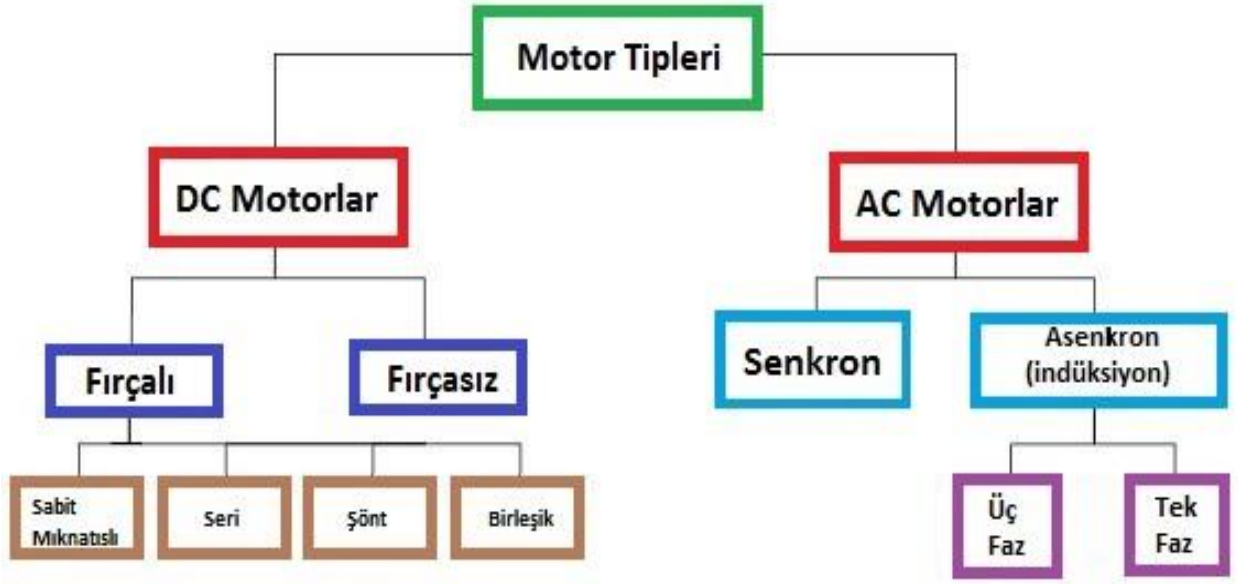 Motor Tipleri
DC Motorlar
AC Motorlar
Fırçalı
Fırçasız
Senkron
Asenkron
(indüksiyon)
Sabit
Mıknatıslı
Seri
Şönt
Birleşik
Üç
Faz
Tek
Faz